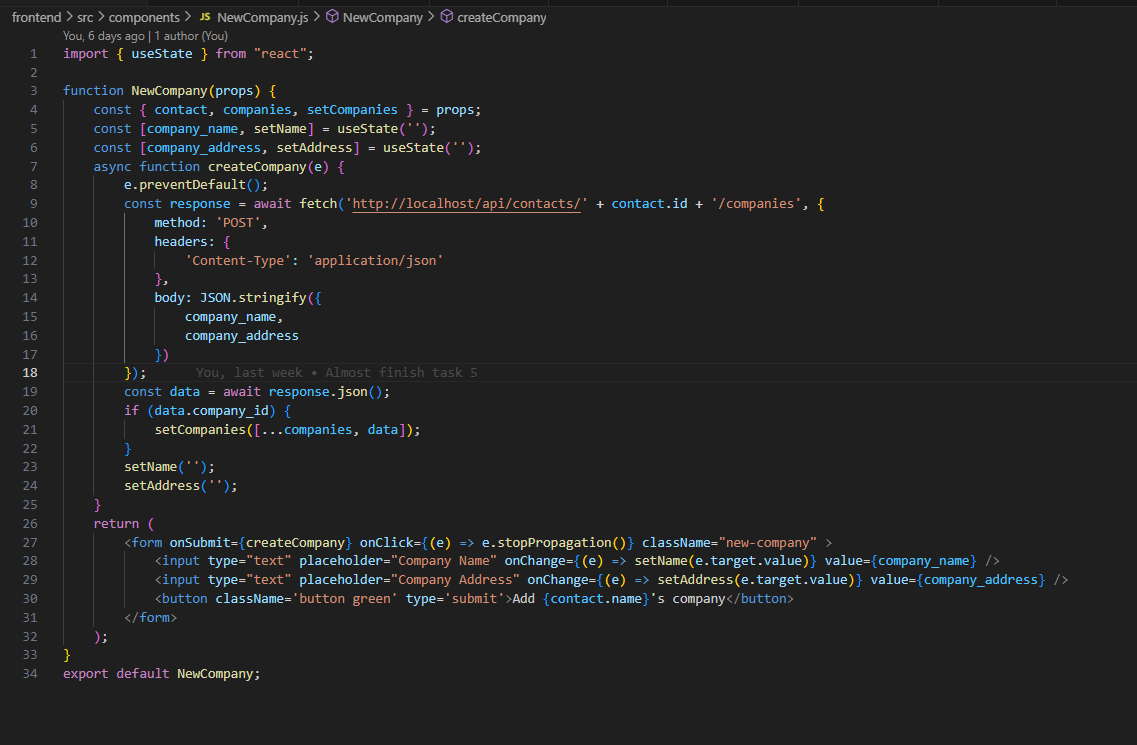 frontend > src > components > JS NewCompany.js > NewCompany > createCompany
You, 6 days ago | 1 author (You)
1 import { useState } from "react";
2
3 function NewCompany(props) {
4     const { contact, companies, setCompanies } = props;
5     const [company_name, setName] = useState('');
6     const [company_address, setAddress] = useState('');
7     async function createCompany(e) {
8         e.preventDefault();
9         const response = await fetch('http://localhost/api/contacts/' + contact.id + '/companies', {
10             method: 'POST',
11             headers: {
12                 'Content-Type': 'application/json'
13             },
14             body: JSON.stringify({
15                 company_name,
16                 company_address
17             })
18         });      You, last week • Almost finish task 5
19         const data = await response.json();
20         if (data.company_id) {
21             setCompanies([...companies, data]);
22         }
23         setName('');
24         setAddress('');
25     }
26     return (
27         <form onSubmit={createCompany} onClick={(e) => e.stopPropagation()} className="new-company" >
28             <input type="text" placeholder="Company Name" onChange={(e) => setName(e.target.value)} value={company_name} />
29             <input type="text" placeholder="Company Address" onChange={(e) => setAddress(e.target.value)} value={company_address} />
30             <button className='button green' type='submit'>Add {contact.name}'s company</button>
31         </form>
32     );
33 }
34 export default NewCompany;